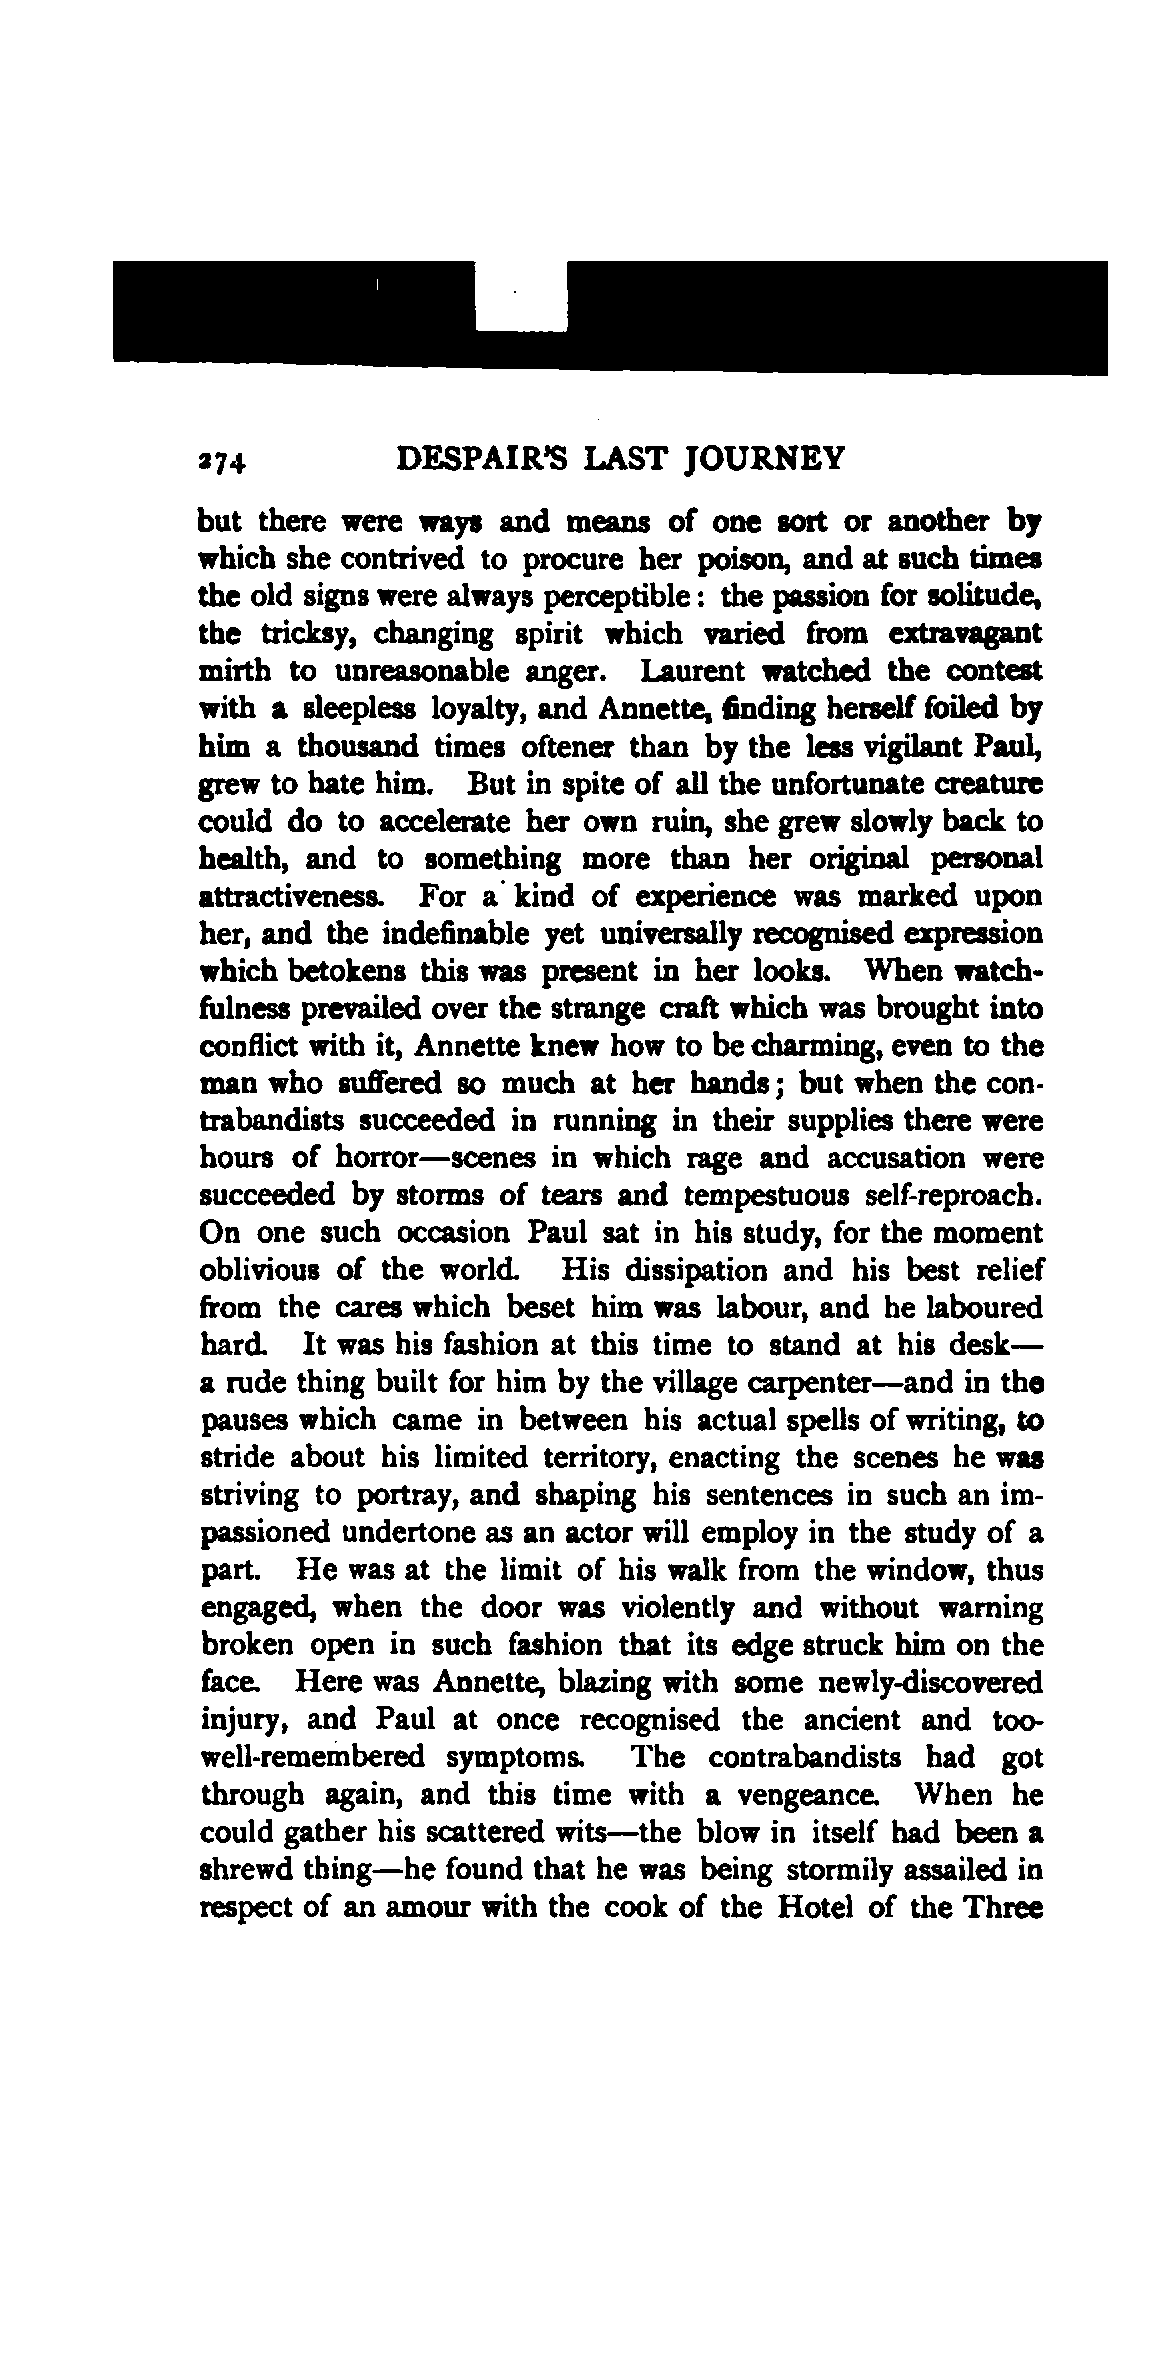 274 DESPAIR'S LAST JOURNEY
but there were ways and means of one sort or another by
which she contrived to procure her poison, and at such times
the old signs were always perceptible: the passion for solitude,
the tricksy, changing spirit which varied from extravagant
mirth to unreasonable anger. Laurent watched the contest
with a sleepless loyalty, and Annette, finding herself foiled by
him a thousand times oftener than by the less vigilant Paul,
grew to hate him. But in spite of all the unfortunate creature
could do to accelerate her own ruin, she grew slowly back to
health, and to something more than her original personal
attractiveness. For a kind of experience was marked upon
her, and the indefinable yet universally recognised expression
which betokens this was present in her looks. When watch-
fulness prevailed over the strange craft which was brought into
conflict with it, Annette knew how to be charming, even to the
man who suffered so much at her hands; but when the con-
trabandists succeeded in running in their supplies there were
hours of horror—scenes in which rage and accusation were
succeeded by storms of tears and tempestuous self-reproach.
On one such occasion Paul sat in his study, for the moment
oblivious of the world. His dissipation and his best relief
from the cares which beset him was labour, and he laboured
hard. It was his fashion at this time to stand at his desk—
a rude thing built for him by the village carpenter—and in the
pauses which came in between his actual spells of writing, to
stride about his limited territory, enacting the scenes he was
striving to portray, and shaping his sentences in such an im-
passioned undertone as an actor will employ in the study of a
part. He was at the limit of his walk from the window, thus
engaged, when the door was violently and without warning
broken open in such fashion that its edge struck him on the
face. Here was Annette, blazing with some newly-discovered
injury, and Paul at once recognised the ancient and too-
well-remembered symptoms. The contrabandists had got
through again, and this time with a vengeance. When he
could gather his scattered wits—the blow in itself had been a
shrewd thing—he found that he was being stormily assailed in
respect of an amour with the cook of the Hotel of the Three